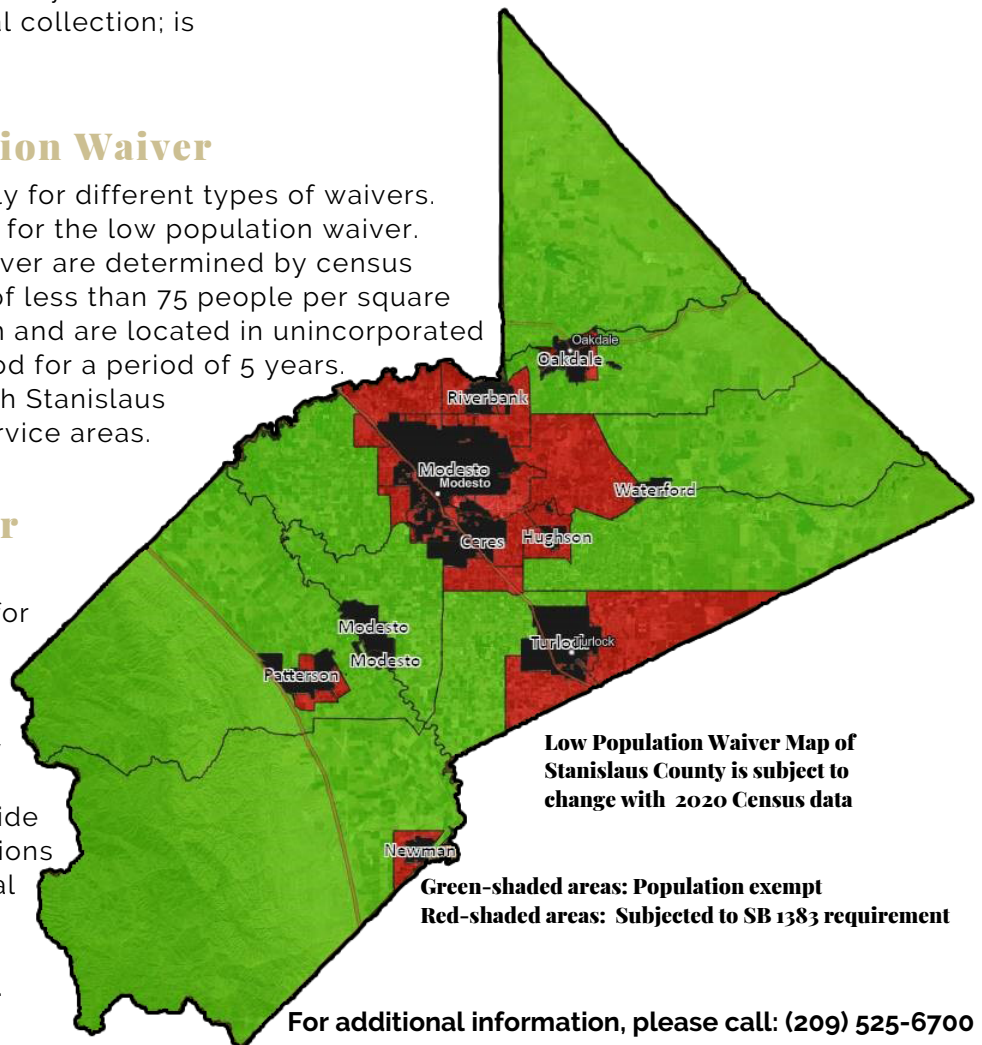 al collection; is
ion Waiver
ly for different types of waivers.
for the low population waiver.
ver are determined by census
of less than 75 people per square
n and are located in unincorporated
od for a period of 5 years.
h Stanislaus
rvice areas.
r
for
ide
ions
al
Oakdale
Oakdale
Riverbank
Modesto
Modesto
Waterford
Ceres
Hughson
Modesto
Modesto
Turlock
Turlock
Patterson
Newman
Low Population Waiver Map of
Stanislaus County is subject to
change with 2020 Census data
Green-shaded areas: Population exempt
Red-shaded areas: Subjected to SB 1383 requirement
For additional information, please call: (209) 525-6700